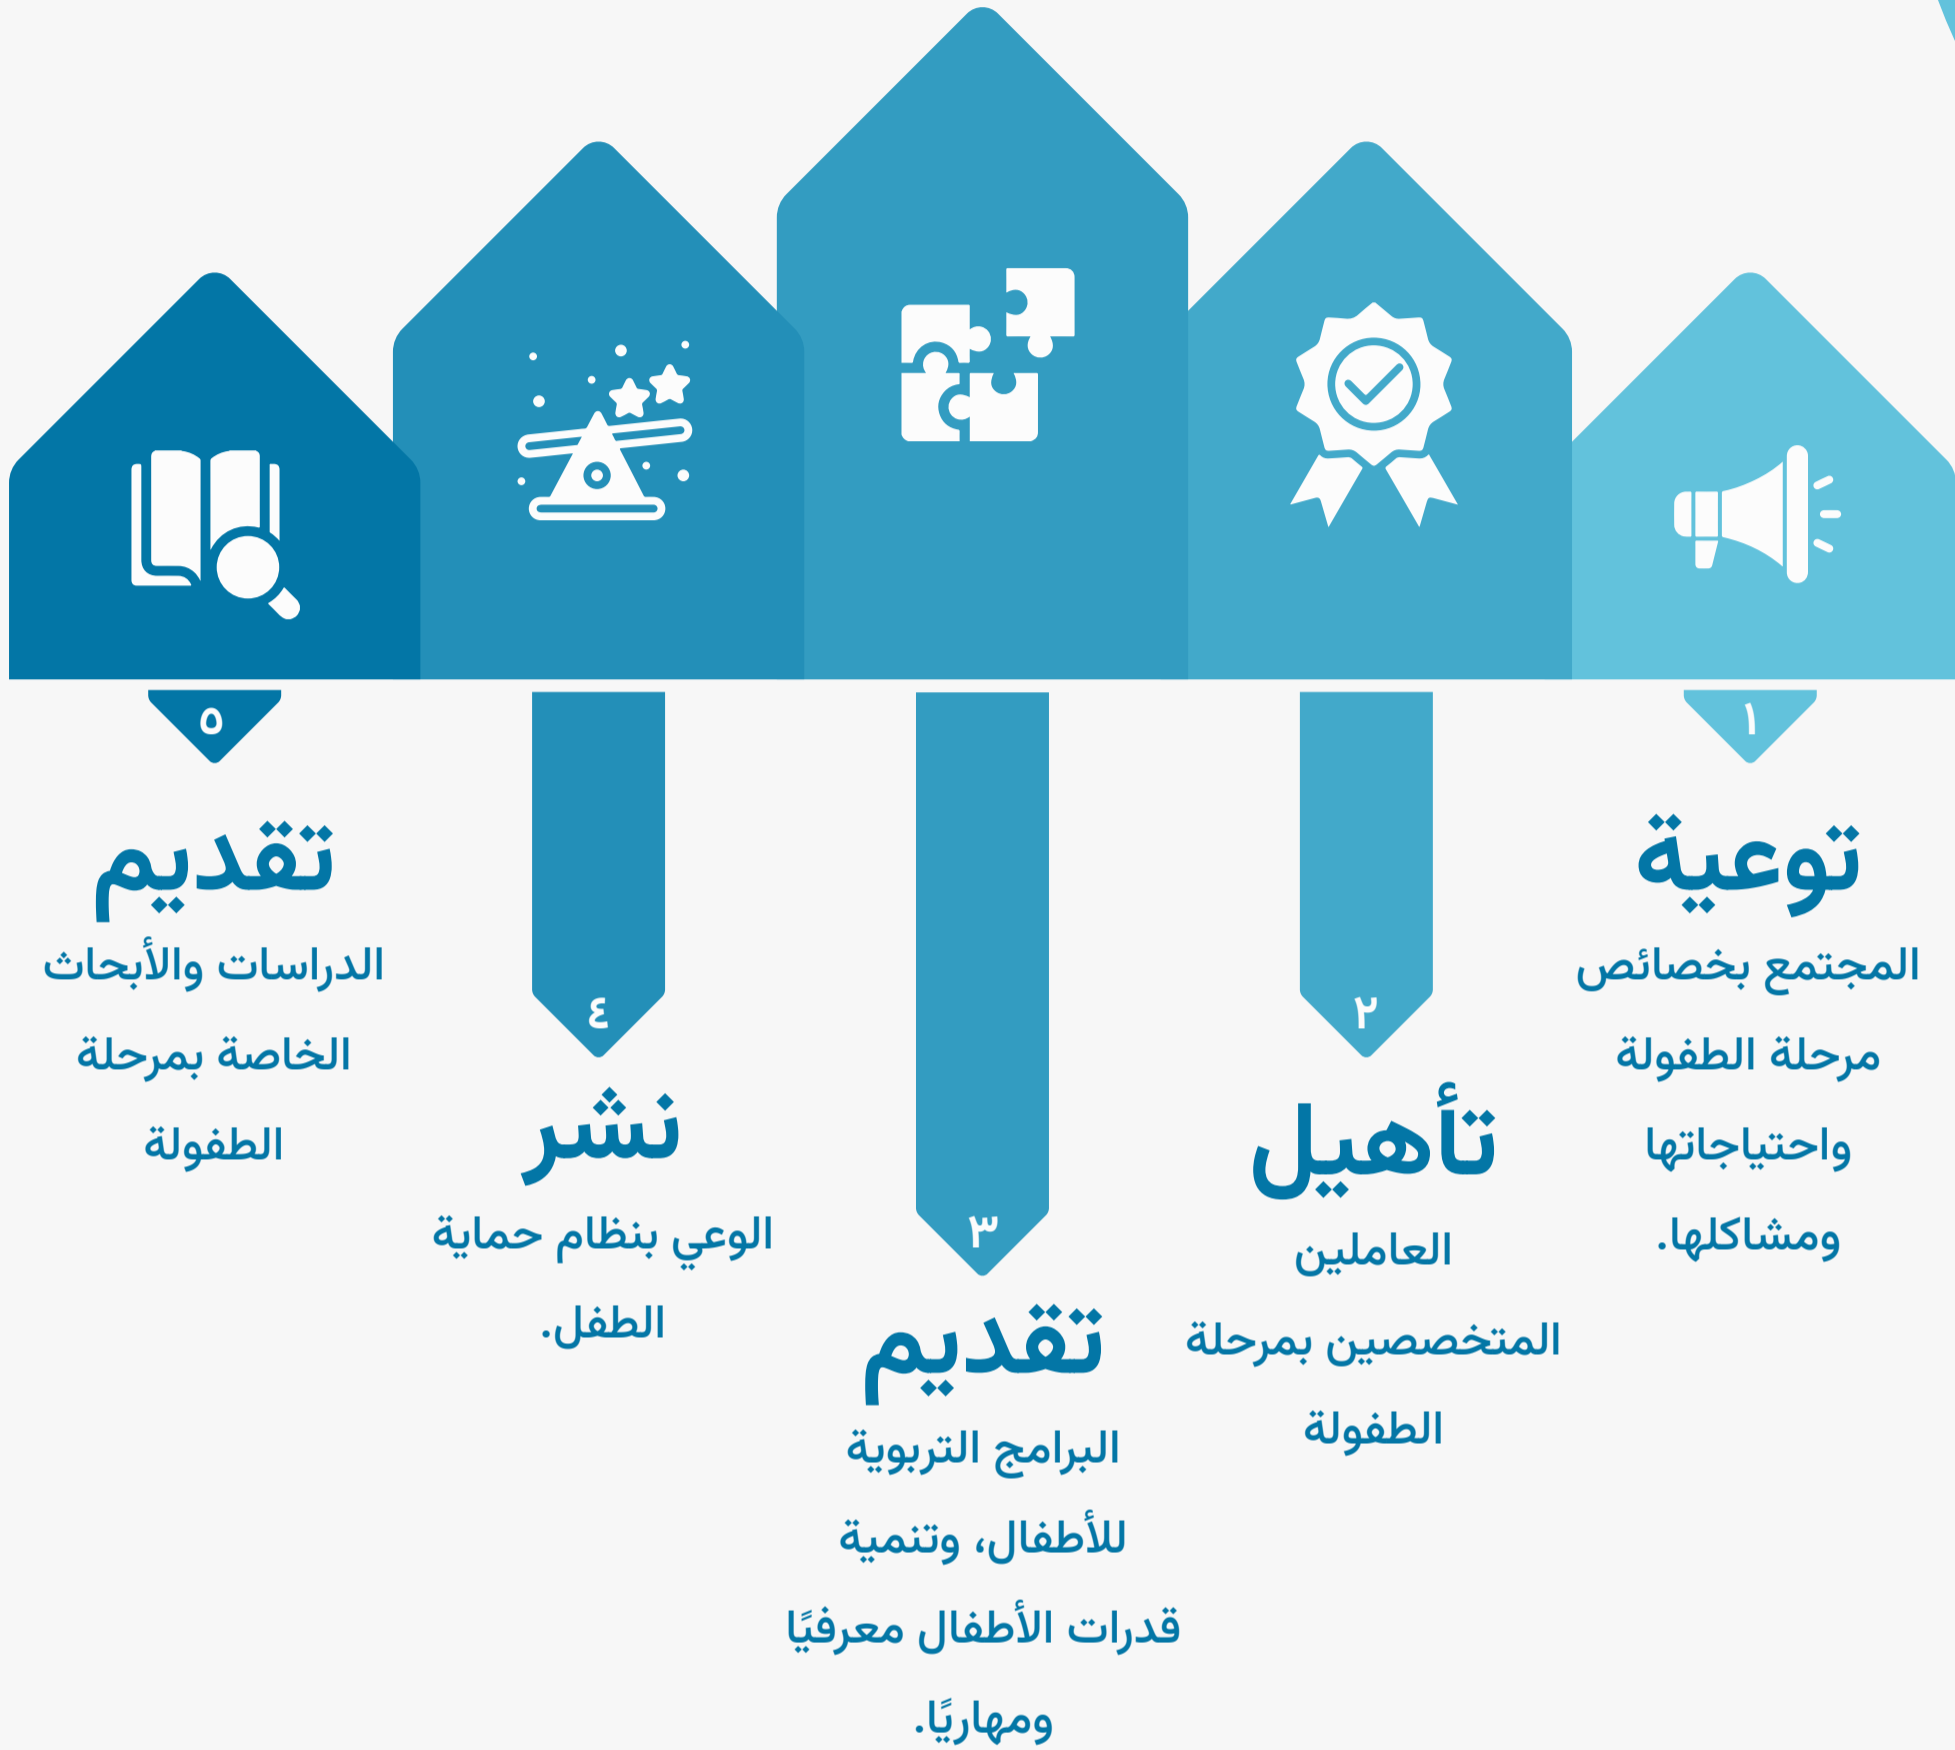 ١
توعية
المجتمع بخصائص
مرحلة الطفولة
واحتياجاتها
ومشاكلها.
٢
تأهيل
العاملين
المتخصصين بمرحلة
الطفولة
٣
تقديم
البرامج التربوية
للأطفال، وتنمية
قدرات الأطفال معرفيًا
ومهاريًا.
٤
نشر
الوعي بنظام حماية
الطفل.
٥
تقديم
الدراسات والأبحاث
الخاصة بمرحلة
الطفولة